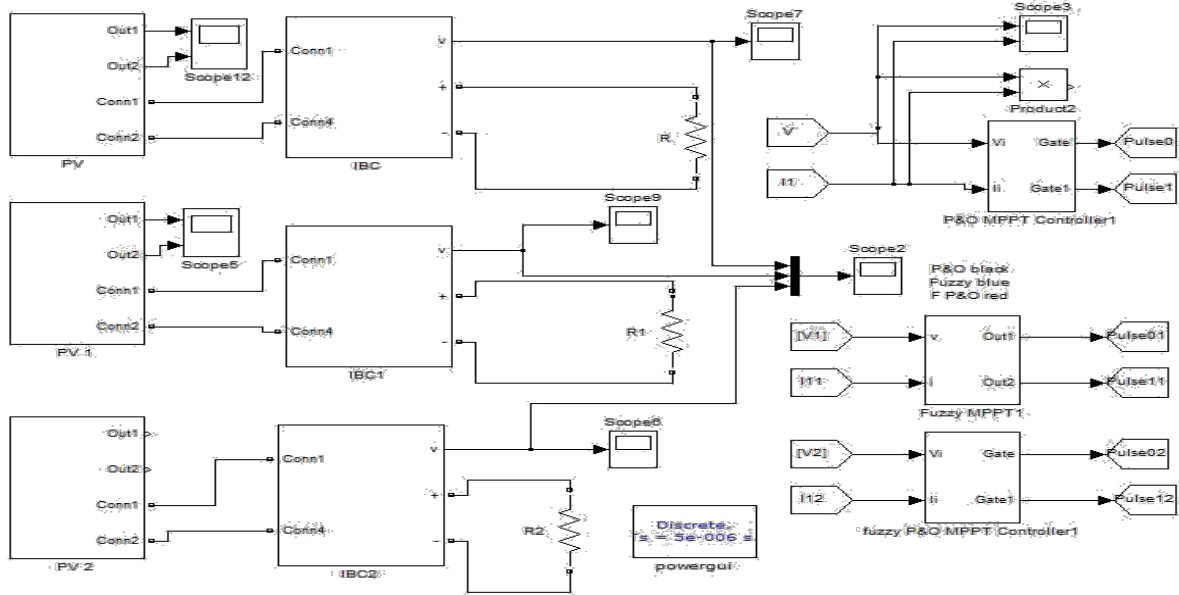 Out1
Out2
Conn1
Conn2
PV
Scope12
Conn1
Conn4
v
+
-
IBC
R
Scope7
Scope3
Product2
V
I1
Vi
Ii
Gate
Gate1
Pulse0
Pulse1
P&O MPPT Controller1
Out1
Out2
Conn1
Conn2
PV 1
Scope5
Conn1
Conn4
v
+
-
IBC1
R1
Scope9
Scope2
P&O black
Fuzzy blue
F P&O red
[V1]
I11
v
i
Out1
Out2
Pulse01
Pulse11
Fuzzy MPPT1
Out1
Out2
Conn1
Conn2
PV 2
Conn1
Conn4
v
+
-
IBC2
R2
Discrete,
s = 5e-006 s
powergui
[V2]
I12
Vi
Ii
Gate
Gate1
Pulse02
Pulse12
fuzzy P&O MPPT Controller1